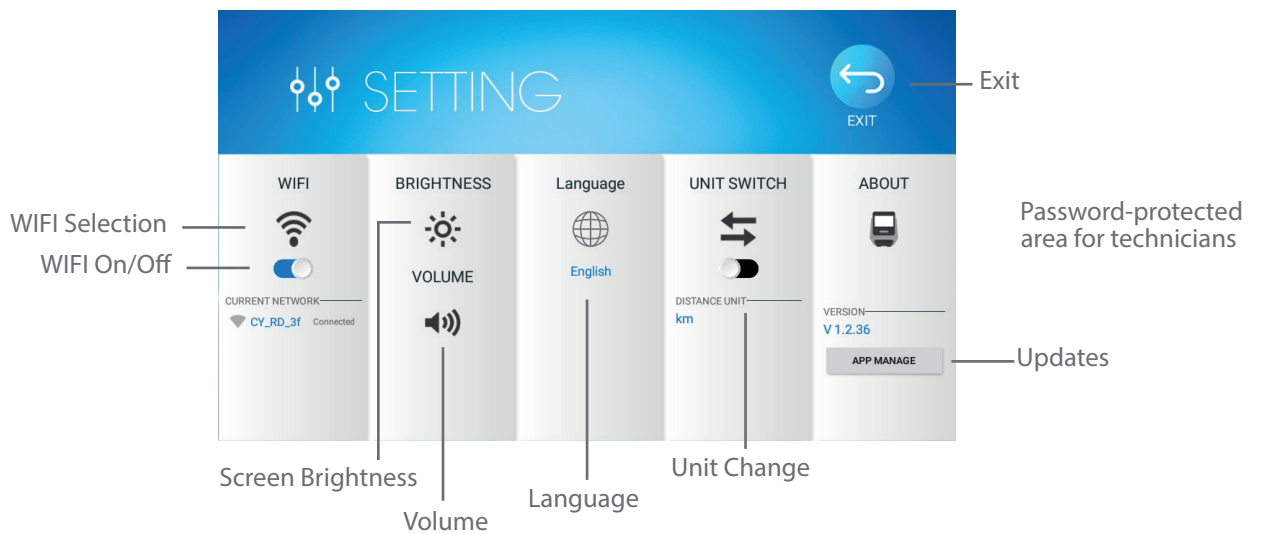 SETTING
EXIT
Exit
WIFI
BRIGHTNESS
Language
UNIT SWITCH
ABOUT
WIFI Selection
Password-protected
area for technicians
WIFI On/Off
VOLUME
English
CURRENT NETWORK
CY_RD_3f Connected
DISTANCE UNIT
km
VERSION
V 1.2.36
APP MANAGE
Updates
Screen Brightness
Volume
Language
Unit Change